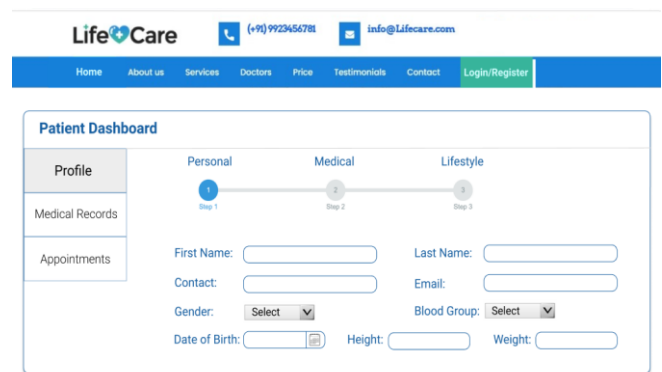 Life Care (+91) 9923456781 info@Lifecare.com
Home About us Services Doctors Price Testimonials Contact Login/Register
Patient Dashboard
Profile
Medical Records
Appointments
Personal Medical Lifestyle
1 2 3
Step 1 Step 2 Step 3
First Name: Last Name:
Contact: Email:
Gender: Select Blood Group: Select
Date of Birth: Height: Weight: